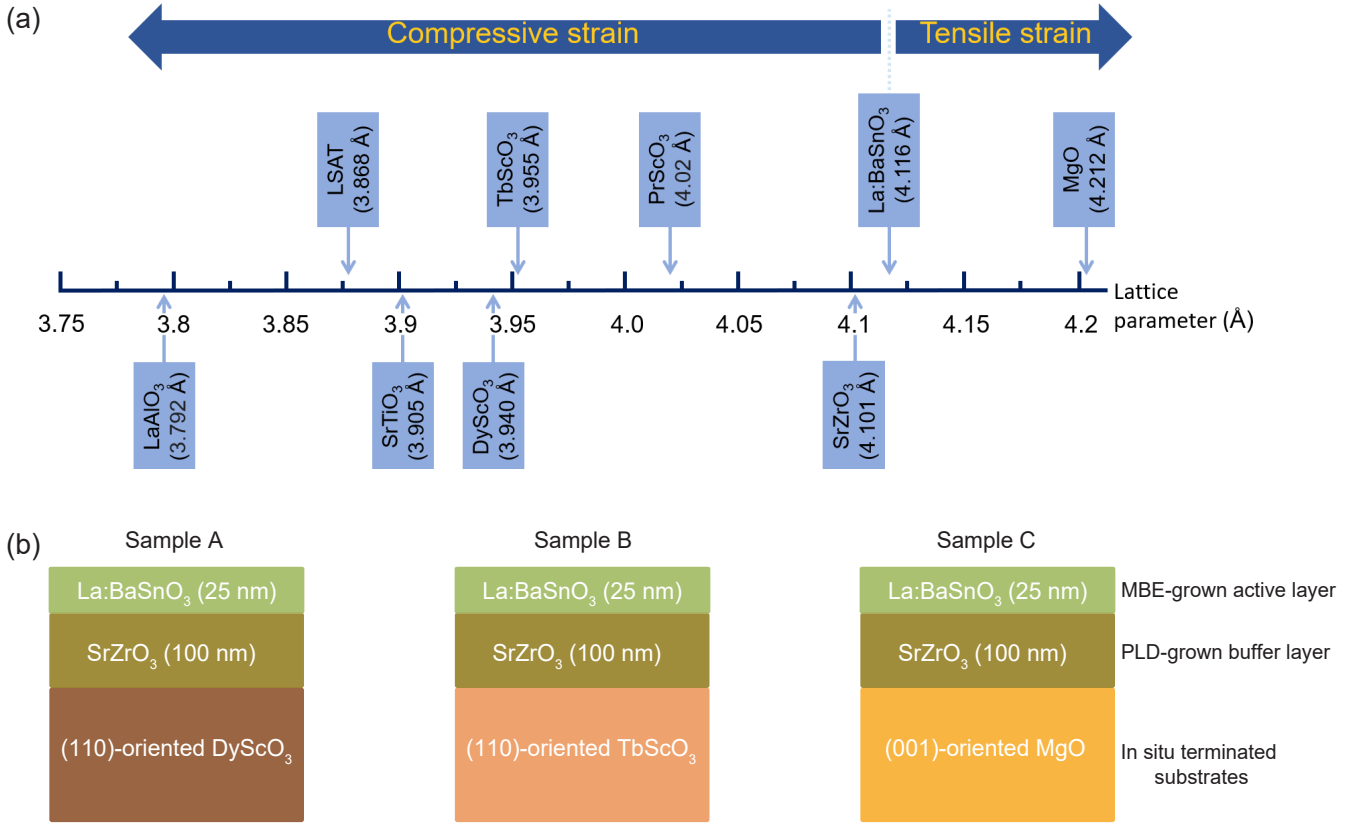 (a)
Compressive strain
Tensile strain
LSAT
(3.868 Å)
TbScO₃
(3.955 Å)
PrScO₃
(4.02 Å)
La:BaSnO₃
(4.116 Å)
MgO
(4.212 Å)
3.75 3.8 3.85 3.9 3.95 4.0 4.05 4.1 4.15 4.2
Lattice
parameter (Å)
LaAlO₃
(3.792 Å)
SrTiO₃
(3.905 Å)
DyScO₃
(3.940 Å)
SrZrO₃
(4.101 Å)
(b)
Sample A
Sample B
Sample C
La:BaSnO₃ (25 nm)
La:BaSnO₃ (25 nm)
La:BaSnO₃ (25 nm)
MBE-grown active layer
SrZrO₃ (100 nm)
SrZrO₃ (100 nm)
SrZrO₃ (100 nm)
PLD-grown buffer layer
(110)-oriented DyScO₃
(110)-oriented TbScO₃
(001)-oriented MgO
In situ terminated
substrates